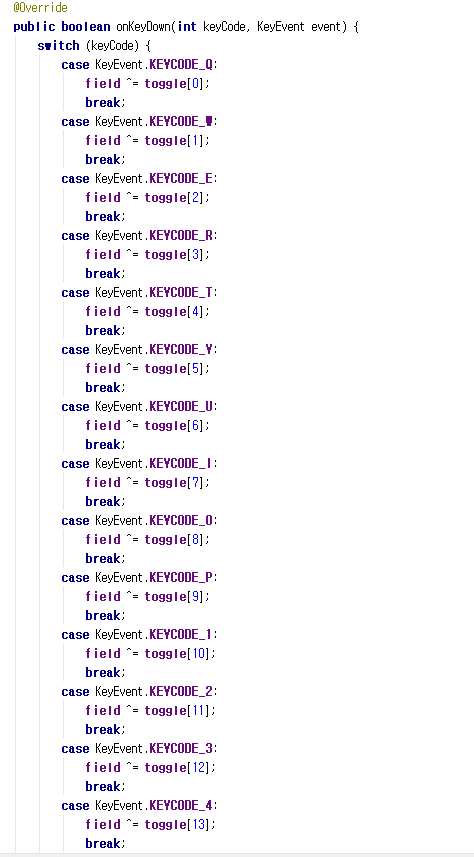 @Override
public boolean onKeyDown(int keyCode, KeyEvent event) {
switch (keyCode) {
case KeyEvent.KEYCODE_Q:
field ^= toggle[0];
break;
case KeyEvent.KEYCODE_W:
field ^= toggle[1];
break;
case KeyEvent.KEYCODE_E:
field ^= toggle[2];
break;
case KeyEvent.KEYCODE_R:
field ^= toggle[3];
break;
case KeyEvent.KEYCODE_T:
field ^= toggle[4];
break;
case KeyEvent.KEYCODE_Y:
field ^= toggle[5];
break;
case KeyEvent.KEYCODE_U:
field ^= toggle[6];
break;
case KeyEvent.KEYCODE_I:
field ^= toggle[7];
break;
case KeyEvent.KEYCODE_O:
field ^= toggle[8];
break;
case KeyEvent.KEYCODE_P:
field ^= toggle[9];
break;
case KeyEvent.KEYCODE_1:
field ^= toggle[10];
break;
case KeyEvent.KEYCODE_2:
field ^= toggle[11];
break;
case KeyEvent.KEYCODE_3:
field ^= toggle[12];
break;
case KeyEvent.KEYCODE_4:
field ^= toggle[13];
break;